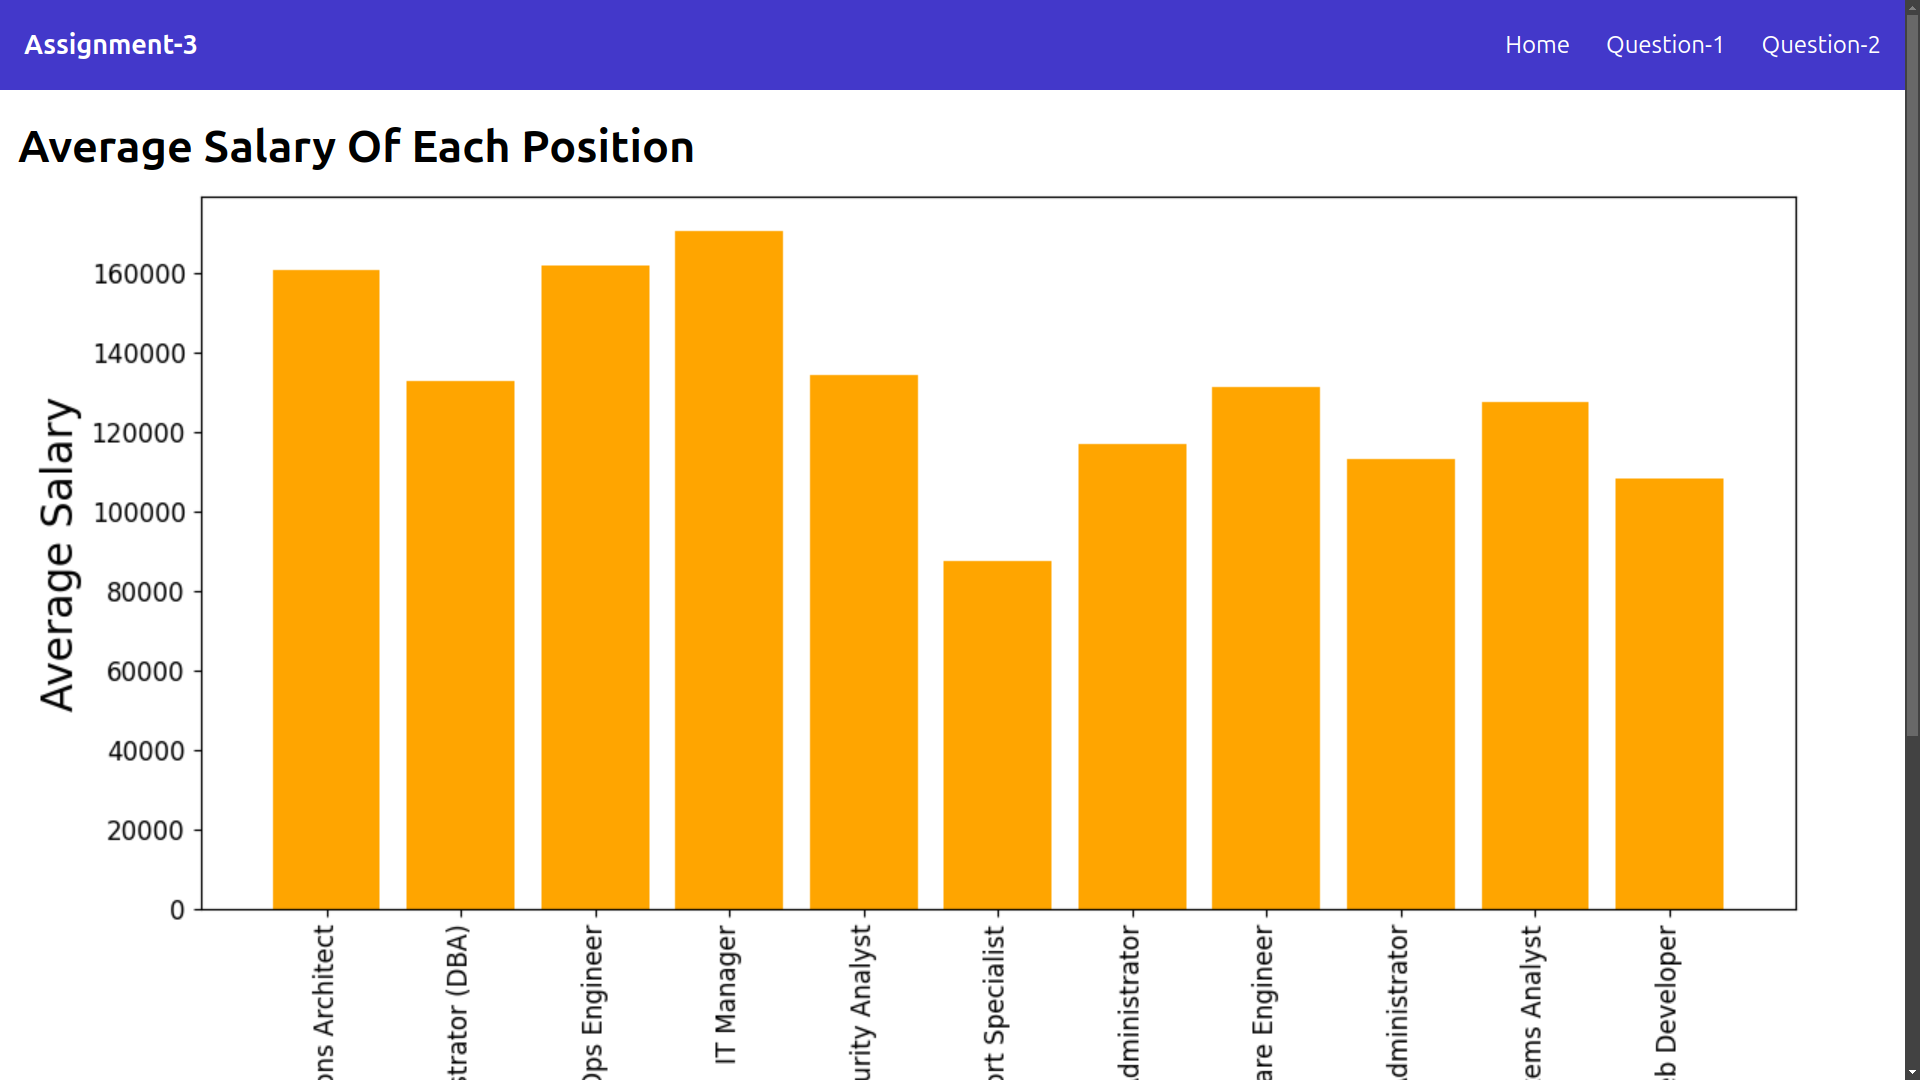 Assignment-3
Home
Question-1
Question-2
Average Salary Of Each Position
Average Salary
160000
140000
120000
100000
80000
60000
40000
20000
0
ons Architect
strator (DBA)
Ops Engineer
IT Manager
urity Analyst
ort Specialist
dministrator
are Engineer
dministrator
tems Analyst
eb Developer